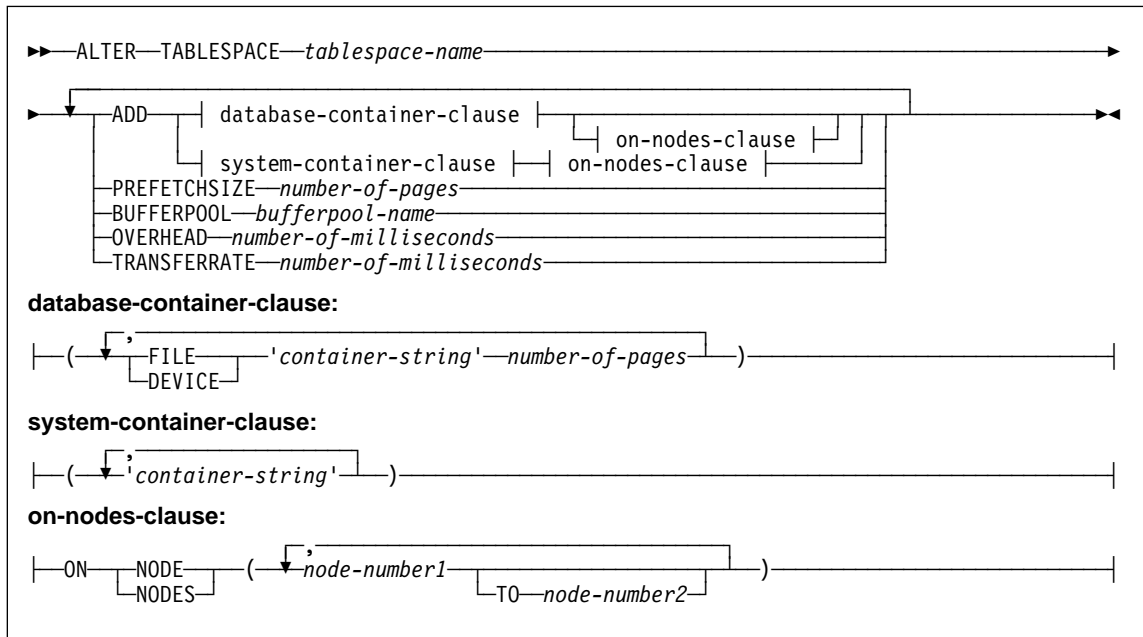 ALTER TABLESPACE tablespace-name
ADD database-container-clause
on-nodes-clause
system-container-clause on-nodes-clause
PREFETCHSIZE number-of-pages
BUFFERPOOL bufferpool-name
OVERHEAD number-of-milliseconds
TRANSFERRATE number-of-milliseconds
database-container-clause:
,
( FILE 'container-string' number-of-pages )
DEVICE
system-container-clause:
,
( 'container-string' )
on-nodes-clause:
,
ON NODE ( node-number1 )
NODES TO node-number2